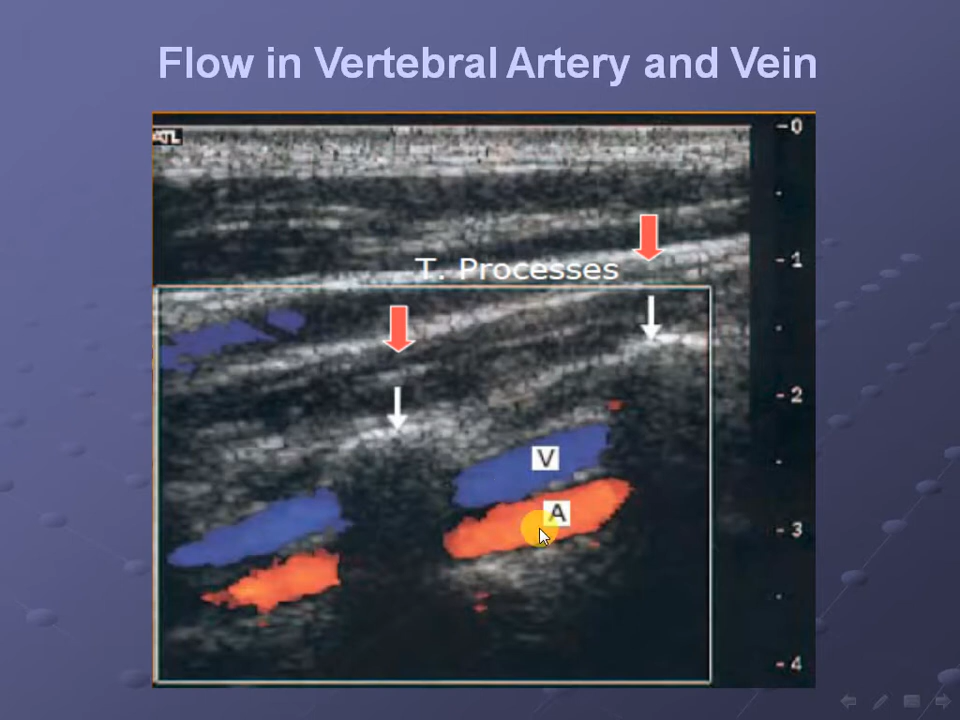 Flow in Vertebral Artery and Vein
ATL
-0
T. Processes
-1
-2
V
A
-3
-4